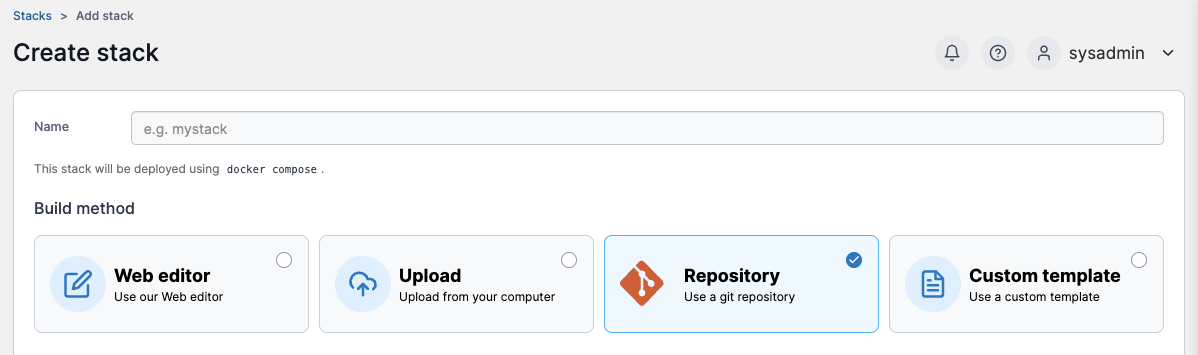 Stacks > Add stack
Create stack
sysadmin
Name
e.g. mystack
This stack will be deployed using docker compose.
Build method
Web editor
Use our Web editor
Upload
Upload from your computer
Repository
Use a git repository
Custom template
Use a custom template